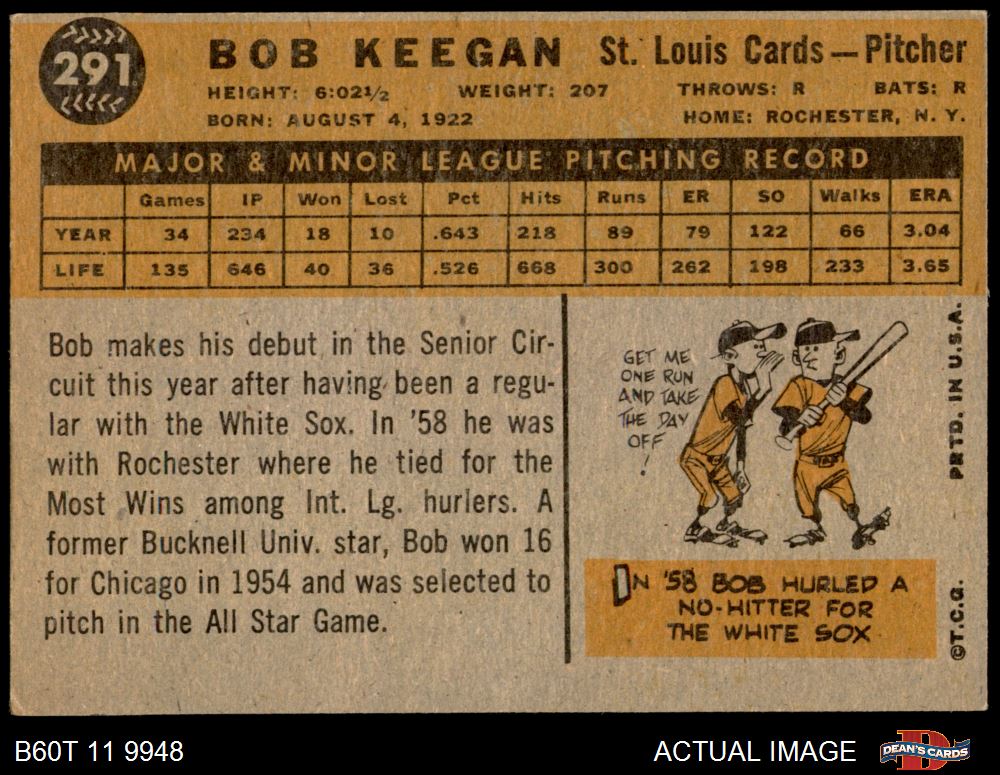 291
BOB KEEGAN St. Louis Cards — Pitcher
HEIGHT: 6:02½ WEIGHT: 207 THROWS: R BATS: R
BORN: AUGUST 4, 1922 HOME: ROCHESTER, N. Y.
MAJOR & MINOR LEAGUE PITCHING RECORD
Games IP Won Lost Pct Hits Runs ER SO Walks ERA
YEAR 34 234 18 10 .643 218 89 79 122 66 3.04
LIFE 135 646 40 36 .526 668 300 262 198 233 3.65
Bob makes his debut in the Senior Cir-
cuit this year after having been a regu-
lar with the White Sox. In '58 he was
with Rochester where he tied for the
Most Wins among Int. Lg. hurlers. A
former Bucknell Univ. star, Bob won 16
for Chicago in 1954 and was selected to
pitch in the All Star Game.
GET ME
ONE RUN
AND TAKE
THE DAY
OFF
!
IN '58 BOB HURLED A
NO-HITTER FOR
THE WHITE SOX
©T.C.G. PRTD. IN U.S.A.
B60T 11 9948 ACTUAL IMAGE DEAN'S CARDS